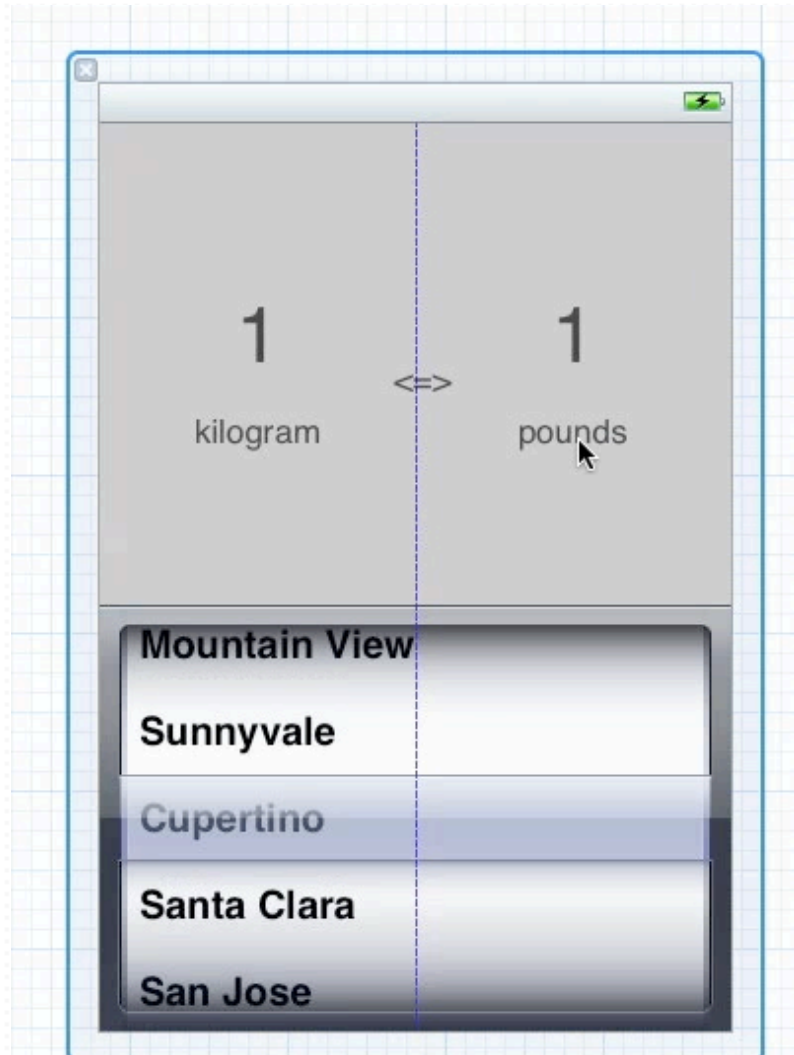 1 1
<=>
kilogram pounds
Mountain View
Sunnyvale
Cupertino
Santa Clara
San Jose